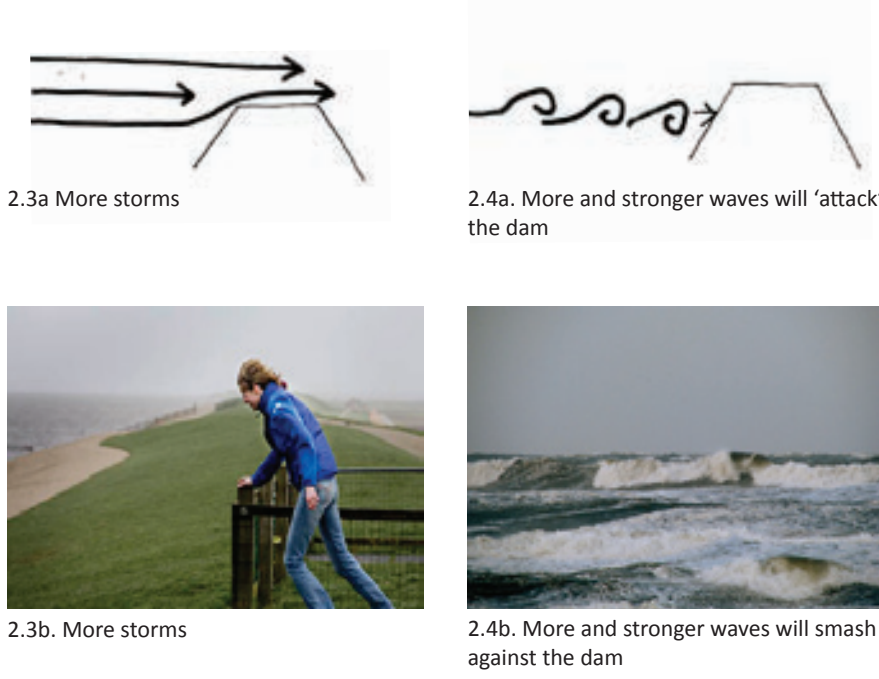 2.3a More storms
2.4a. More and stronger waves will ‘attack’
the dam
2.3b. More storms
2.4b. More and stronger waves will smash
against the dam